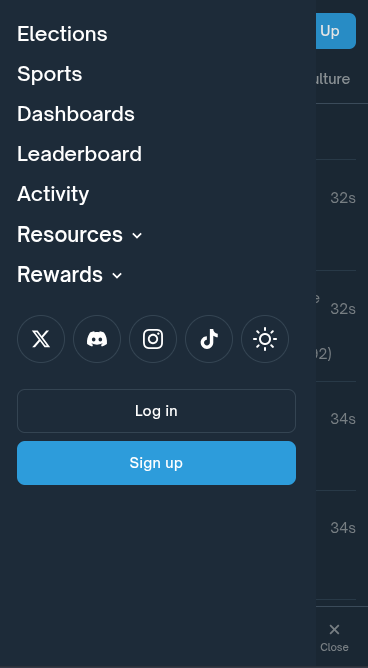 Elections
Up
Sports
ulture
Dashboards
Leaderboard
Activity
32s
Resources
Rewards
e
32s
02)
Log in
34s
Sign up
34s
Close